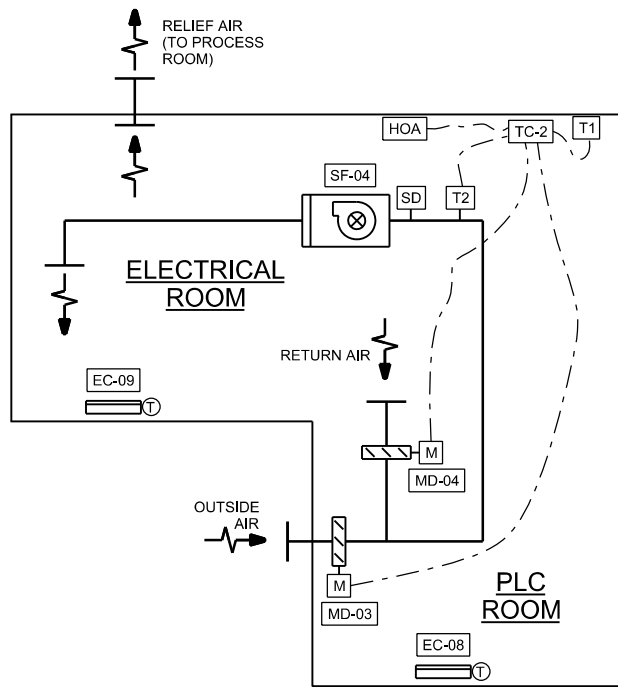 RELIEF AIR
(TO PROCESS
ROOM)
HOA
TC-2
T1
SF-04
SD
T2
ELECTRICAL
ROOM
RETURN AIR
EC-09
T
M
MD-04
OUTSIDE
AIR
M
MD-03
PLC
ROOM
EC-08
T